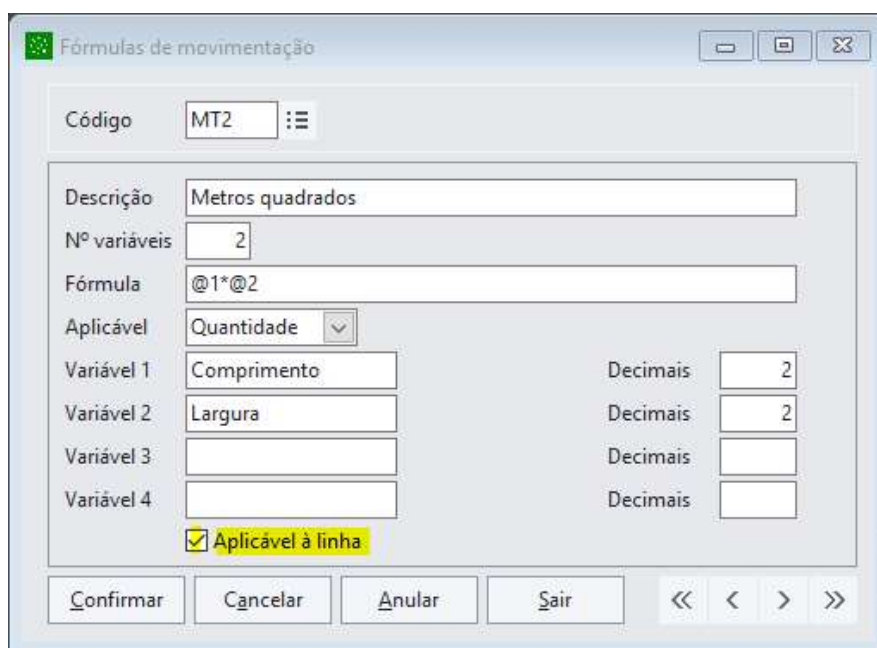 Fórmulas de movimentação
Código MT2
Descrição Metros quadrados
Nº variáveis 2
Fórmula @1*@2
Aplicável Quantidade
Variável 1 Comprimento Decimais 2
Variável 2 Largura Decimais 2
Variável 3 Decimais
Variável 4 Decimais
Aplicável à linha
Confirmar Cancelar Anular Sair